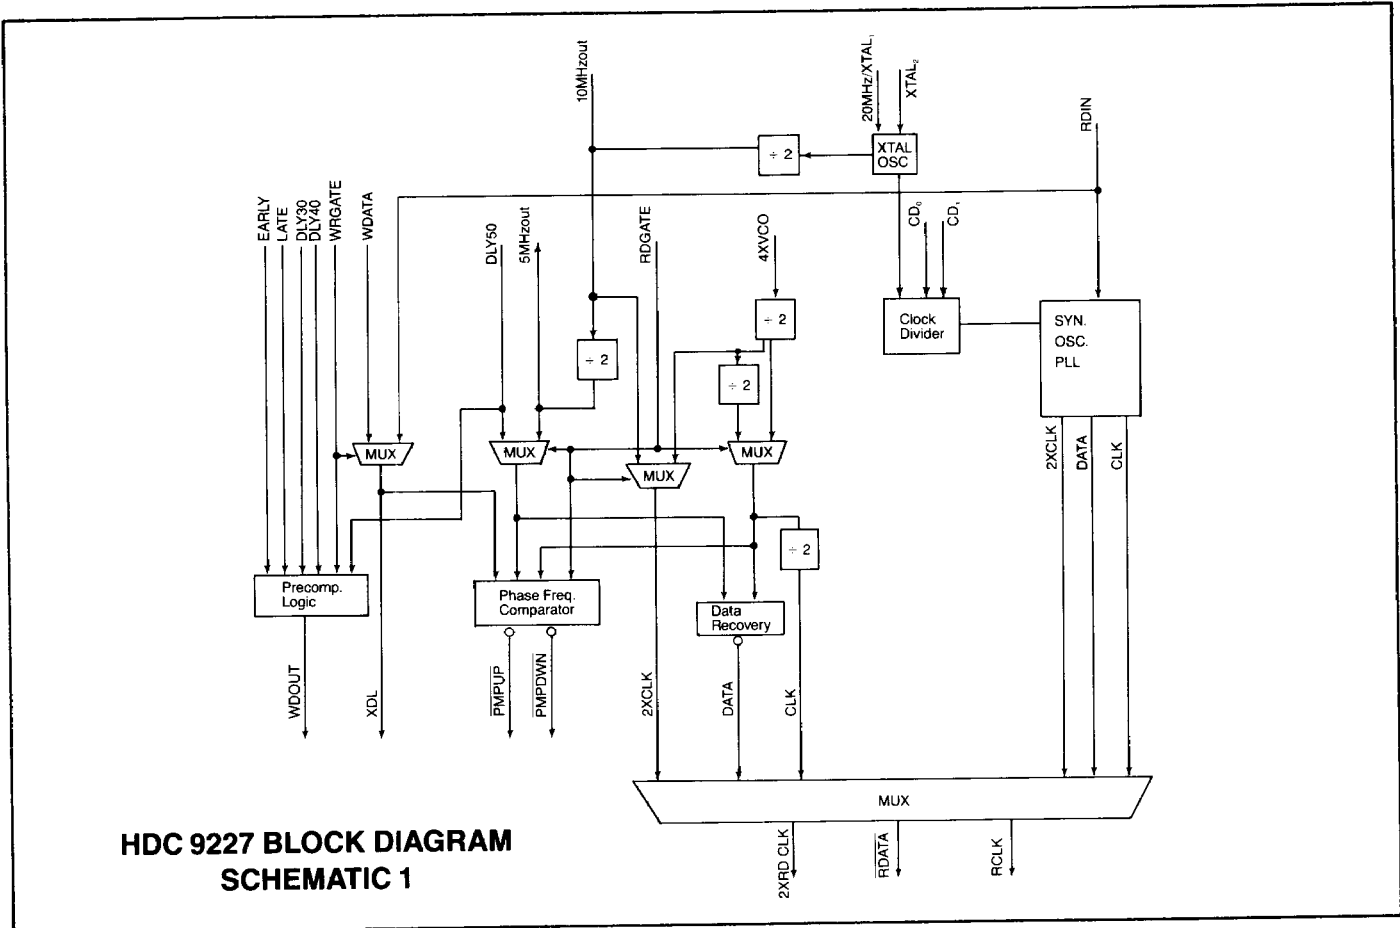 10MHzout
20MHz/XTAL₁
XTAL₂
RDIN
÷ 2
XTAL
OSC
EARLY
LATE
DLY30
DLY40
WRGATE
WDATA
DLY50
5MHzout
RDGATE
4XVCO
CD₀
CD₁
÷ 2
Clock
Divider
SYN.
OSC.
PLL
÷ 2
÷ 2
MUX
MUX
MUX
MUX
2XCLK
DATA
CLK
÷ 2
Precomp.
Logic
Phase Freq.
Comparator
Data
Recovery
WDOUT
XDL
PMPUP
PMPDWN
2XCLK
DATA
CLK
MUX
2XRD CLK
RDATA
RCLK
HDC 9227 BLOCK DIAGRAM
SCHEMATIC 1